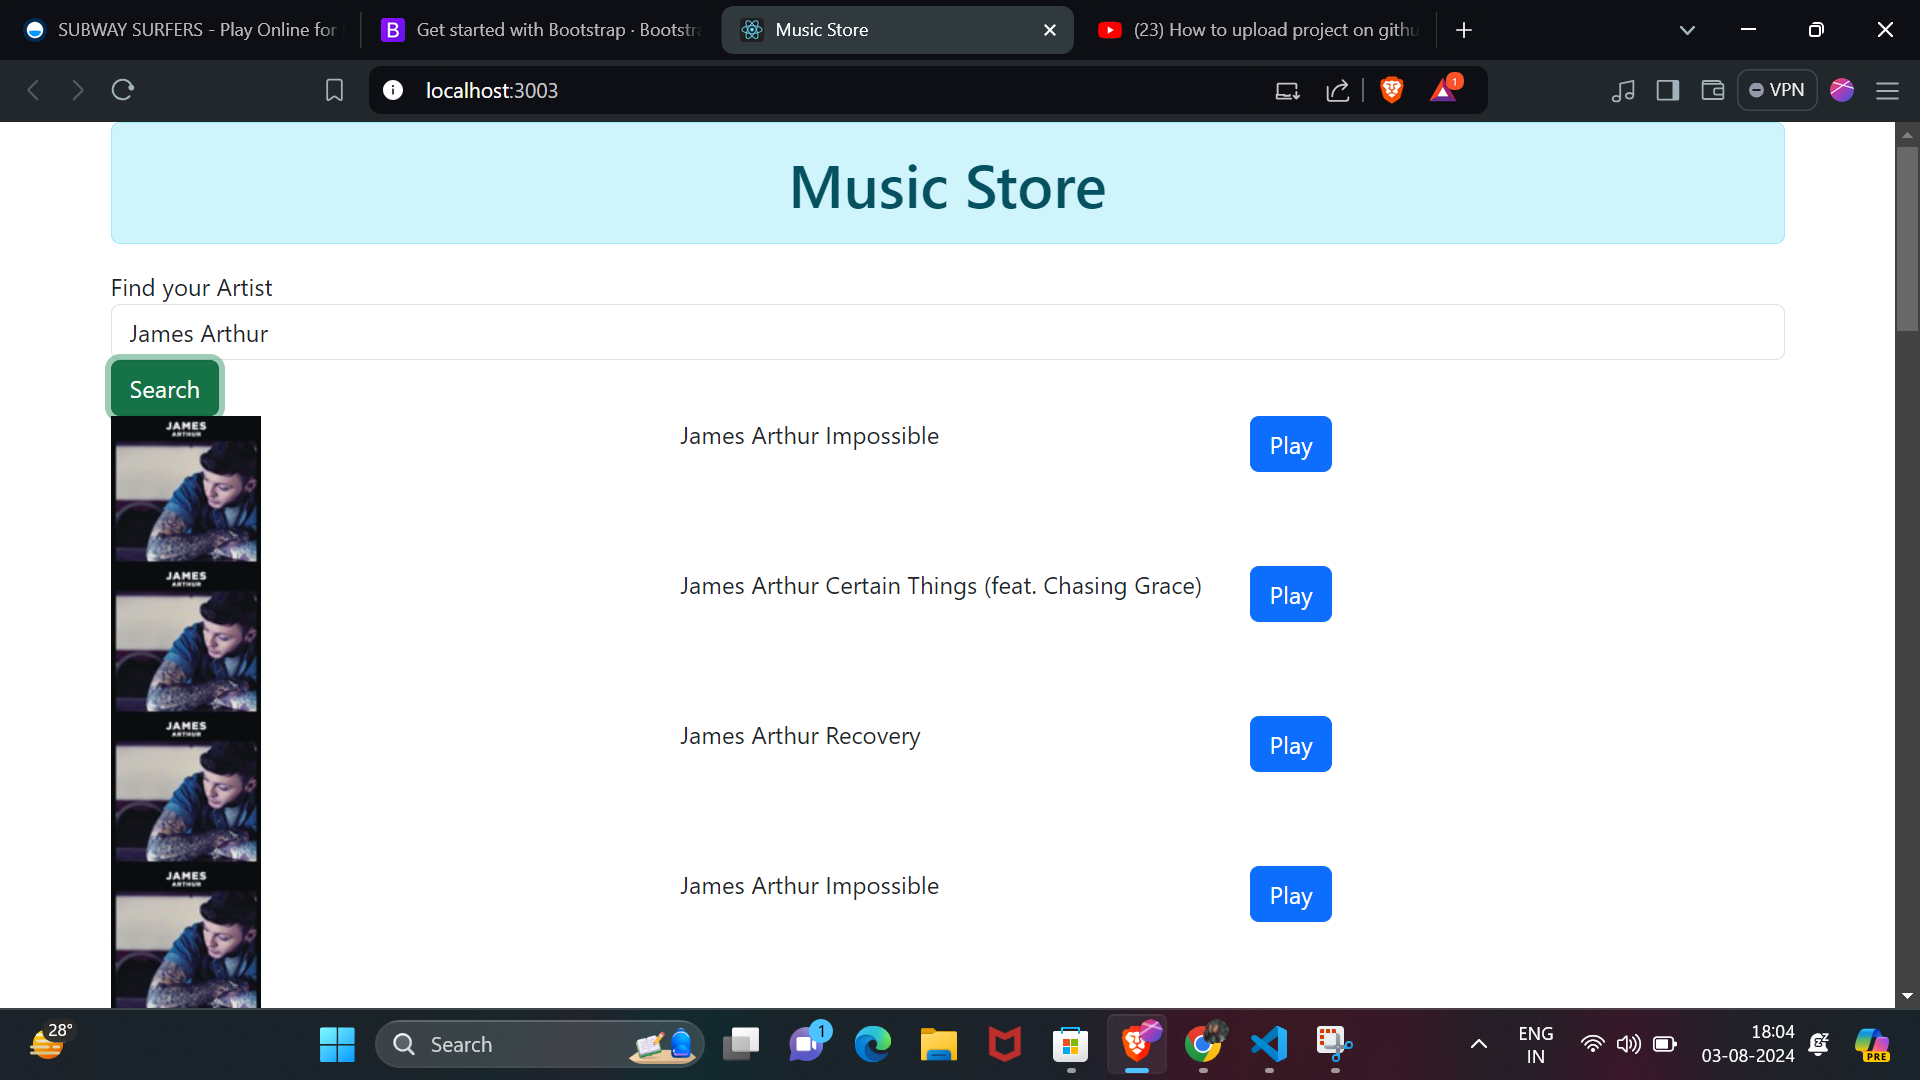 SUBWAY SURFERS - Play Online for
Get started with Bootstrap · Bootstra
Music Store
(23) How to upload project on githu
localhost:3003
1
VPN
Music Store
Find your Artist
James Arthur
Search
JAMES
ARTHUR
James Arthur Impossible
Play
JAMES
ARTHUR
James Arthur Certain Things (feat. Chasing Grace)
Play
JAMES
ARTHUR
James Arthur Recovery
Play
JAMES
ARTHUR
James Arthur Impossible
Play
28°
Search
1
ENG
IN
18:04
03-08-2024
PRE